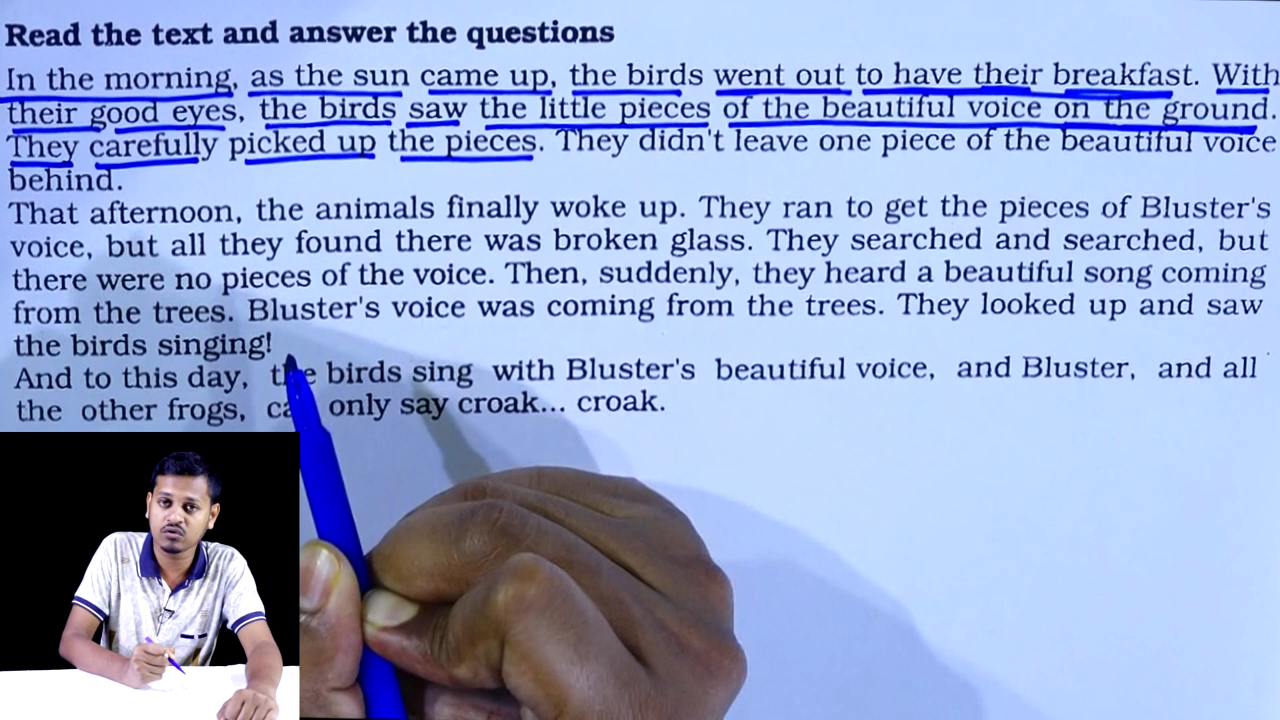 Read the text and answer the questions
In the morning, as the sun came up, the birds went out to have their breakfast. With
their good eyes, the birds saw the little pieces of the beautiful voice on the ground.
They carefully picked up the pieces. They didn't leave one piece of the beautiful voice
behind.
That afternoon, the animals finally woke up. They ran to get the pieces of Bluster's
voice, but all they found there was broken glass. They searched and searched, but
there were no pieces of the voice. Then, suddenly, they heard a beautiful song coming
from the trees. Bluster's voice was coming from the trees. They looked up and saw
the birds singing!
And to this day, the birds sing with Bluster's beautiful voice, and Bluster, and all
the other frogs, can only say croak... croak.